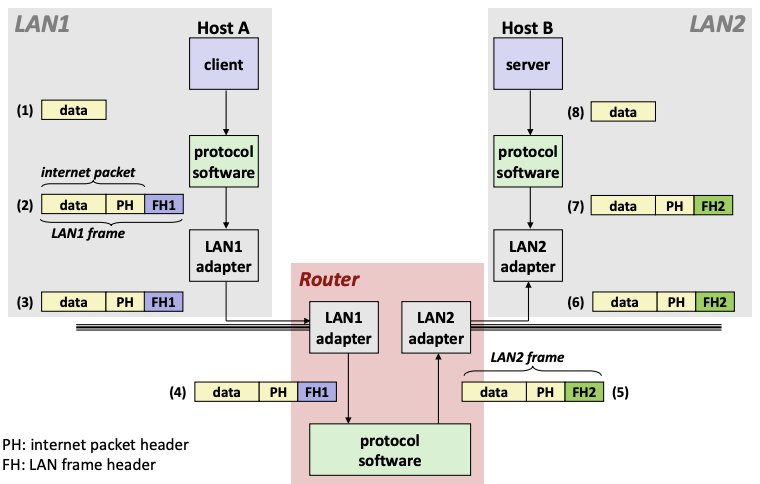 LAN1
Host A
Host B
LAN2
client
server
(1) data
(8) data
protocol
software
protocol
software
internet packet
(2) data PH FH1
LAN1 frame
(7) data PH FH2
LAN1
adapter
LAN2
adapter
Router
(3) data PH FH1
(6) data PH FH2
LAN1
adapter
LAN2
adapter
LAN2 frame
(4) data PH FH1
data PH FH2 (5)
protocol
software
PH: internet packet header
FH: LAN frame header